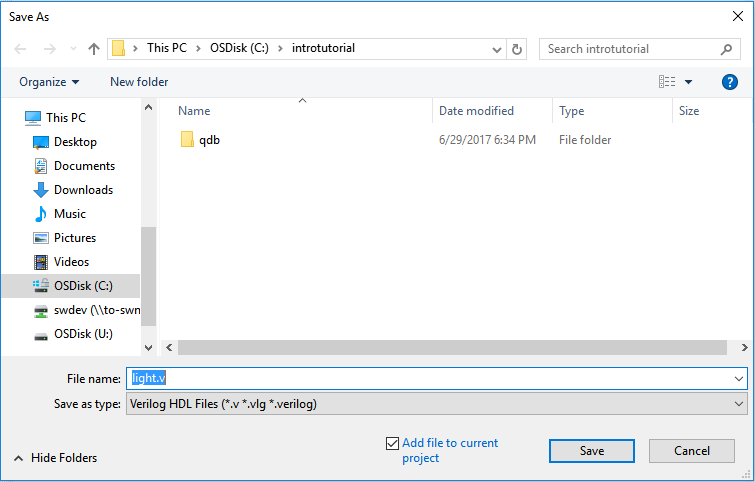 Save As
This PC > OSDisk (C:) > introtutorial
Search introtutorial
Organize
New folder
?
Name
Date modified
Type
Size
This PC
Desktop
Documents
Downloads
Music
Pictures
Videos
OSDisk (C:)
swdev (\\to-swn
OSDisk (U:)
qdb
6/29/2017 6:34 PM
File folder
File name:
light.v
Save as type:
Verilog HDL Files (*.v *.vlg *.verilog)
Hide Folders
Add file to current
project
Save
Cancel